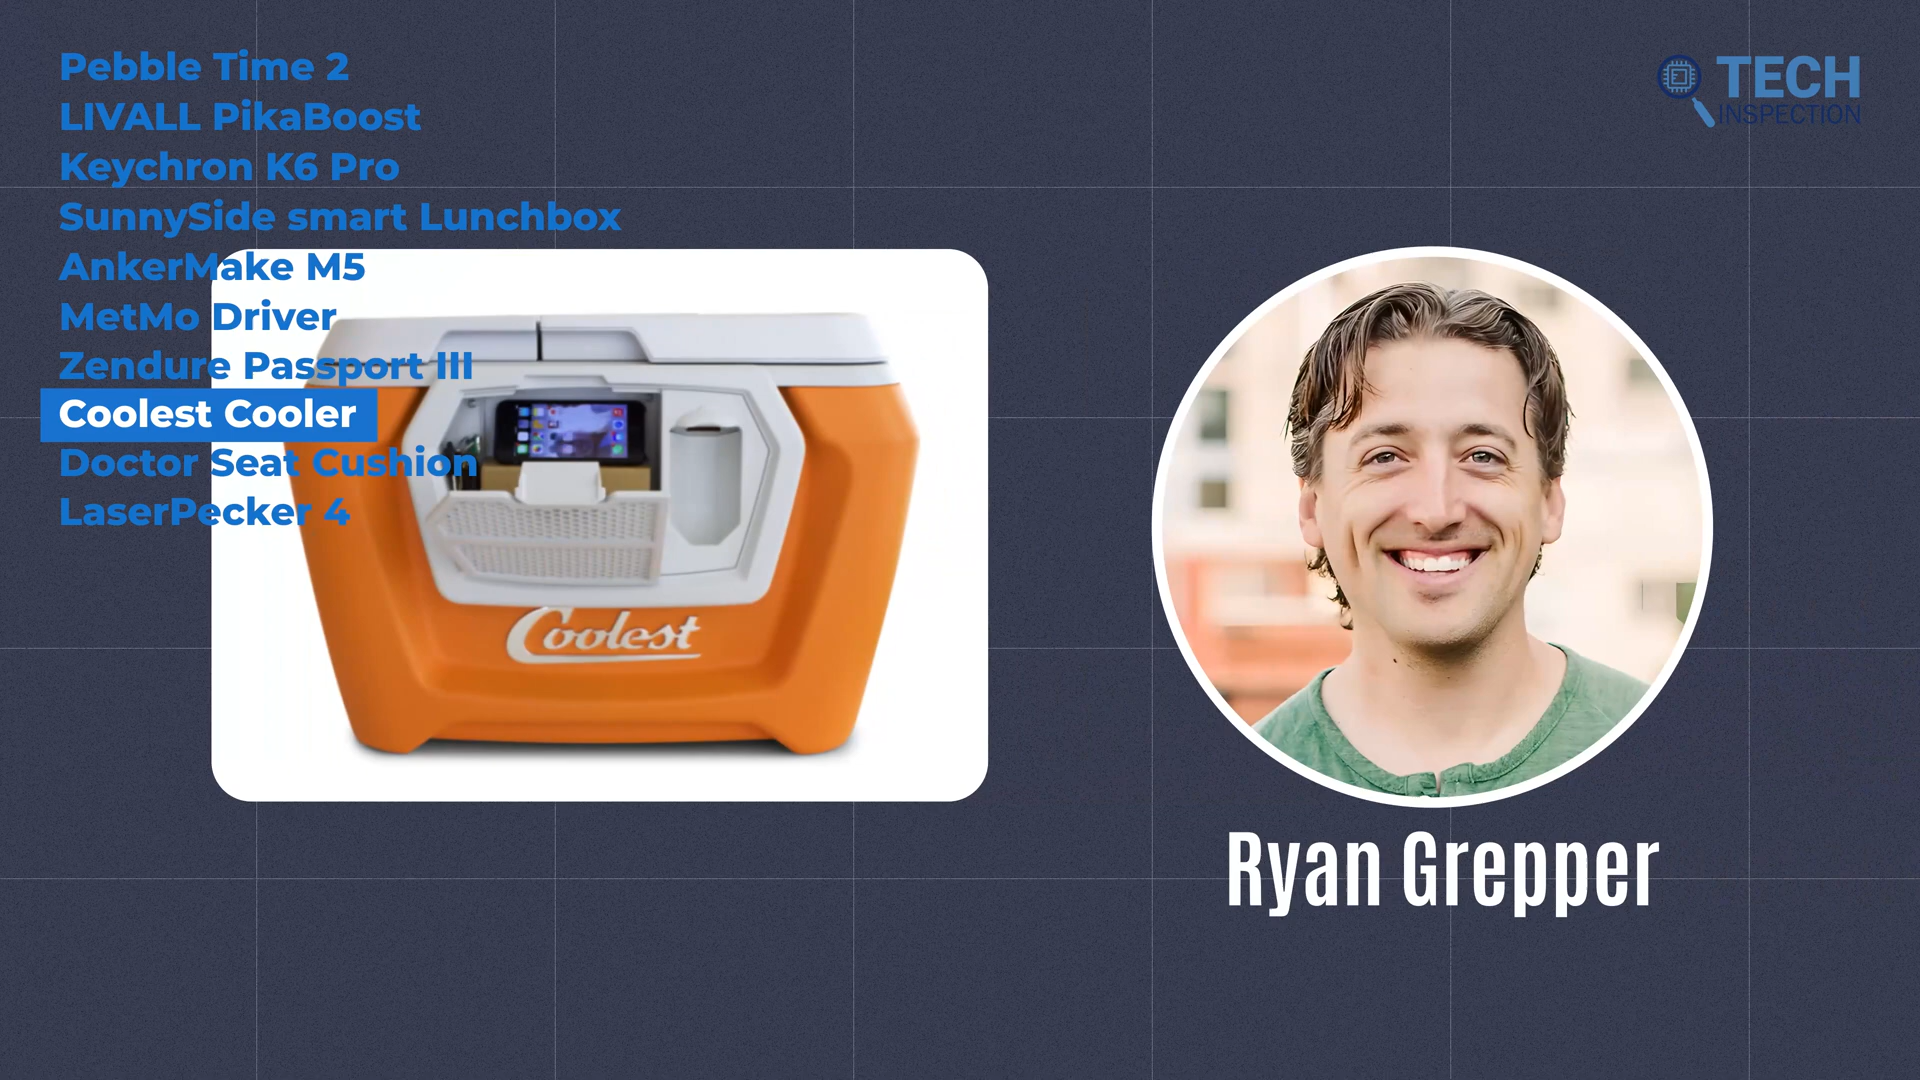 Pebble Time 2
LIVALL PikaBoost
Keychron K6 Pro
SunnySide smart Lunchbox
AnkerMake M5
MetMo Driver
Zendure Passport III
Coolest Cooler
Doctor Seat Cushion
LaserPecker 4
TECH
INSPECTION
Coolest
Ryan Grepper